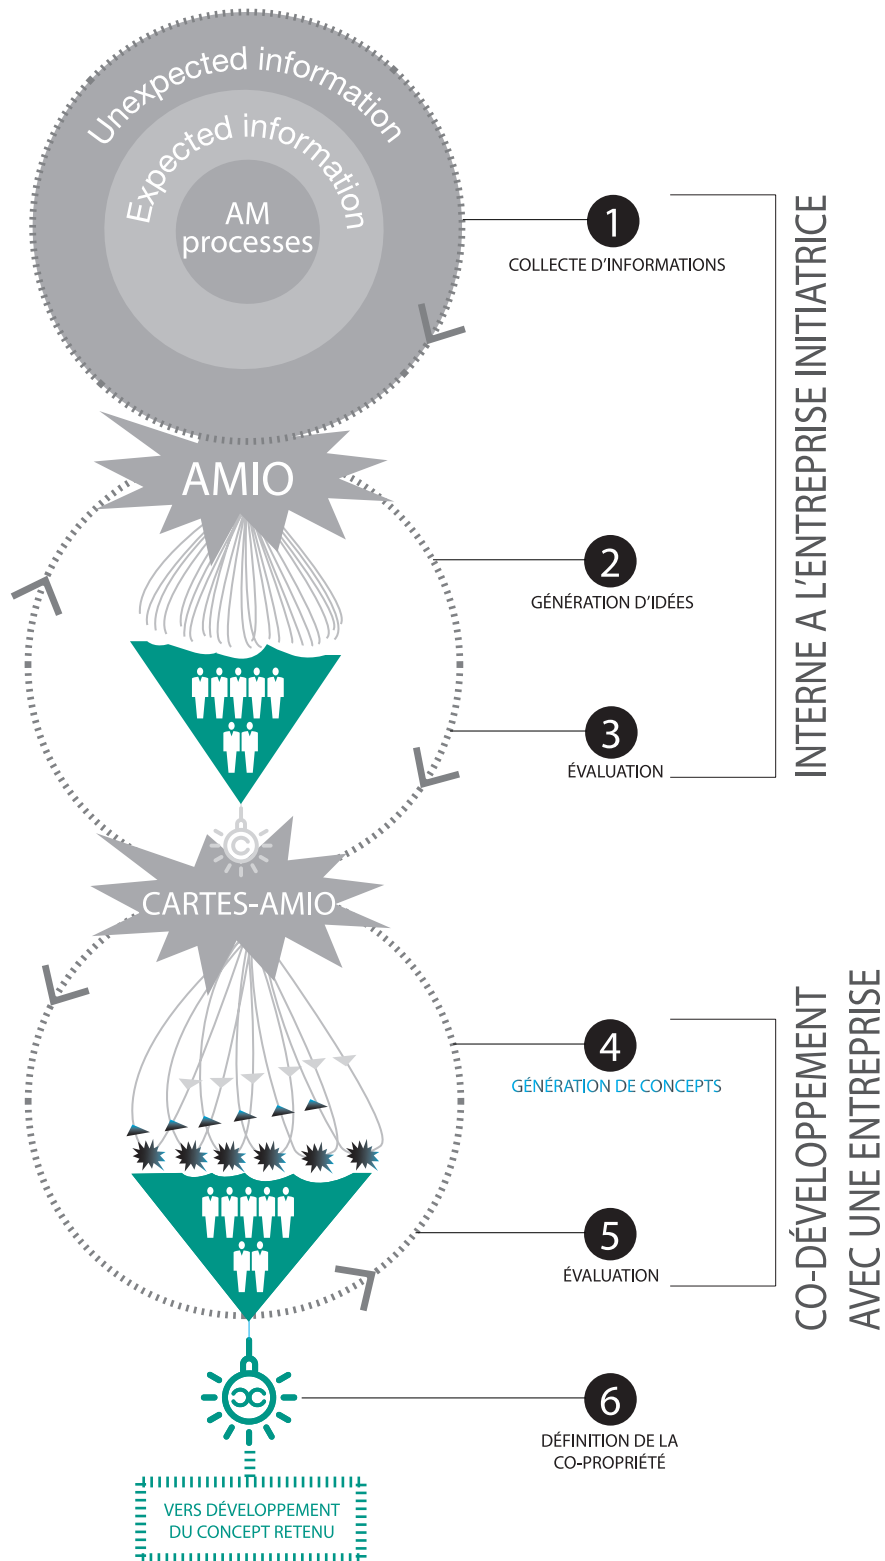 Unexpected information
Expected information
AM
processes
1
COLLECTE D'INFORMATIONS
AMIO
2
GÉNÉRATION D'IDÉES
3
ÉVALUATION
INTERNE A L'ENTREPRISE INITIATRICE
C
CARTES-AMIO
4
GÉNÉRATION DE CONCEPTS
5
ÉVALUATION
CO-DÉVELOPPEMENT
AVEC UNE ENTREPRISE
6
DÉFINITION DE LA
CO-PROPRIÉTÉ
VERS DÉVELOPPEMENT
DU CONCEPT RETENU